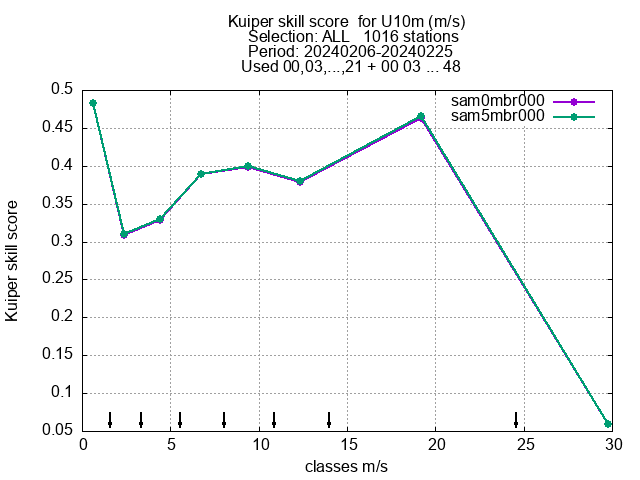 Kuiper skill score  for U10m (m/s)
Selection: ALL   1016 stations
Period: 20240206-20240225
Used 00,03,...,21 + 00 03 ... 48
sam0mbr000
sam5mbr000
0.5
0.45
0.4
0.35
0.3
0.25
0.2
0.15
0.1
0.05
Kuiper skill score
0 5 10 15 20 25 30
classes m/s